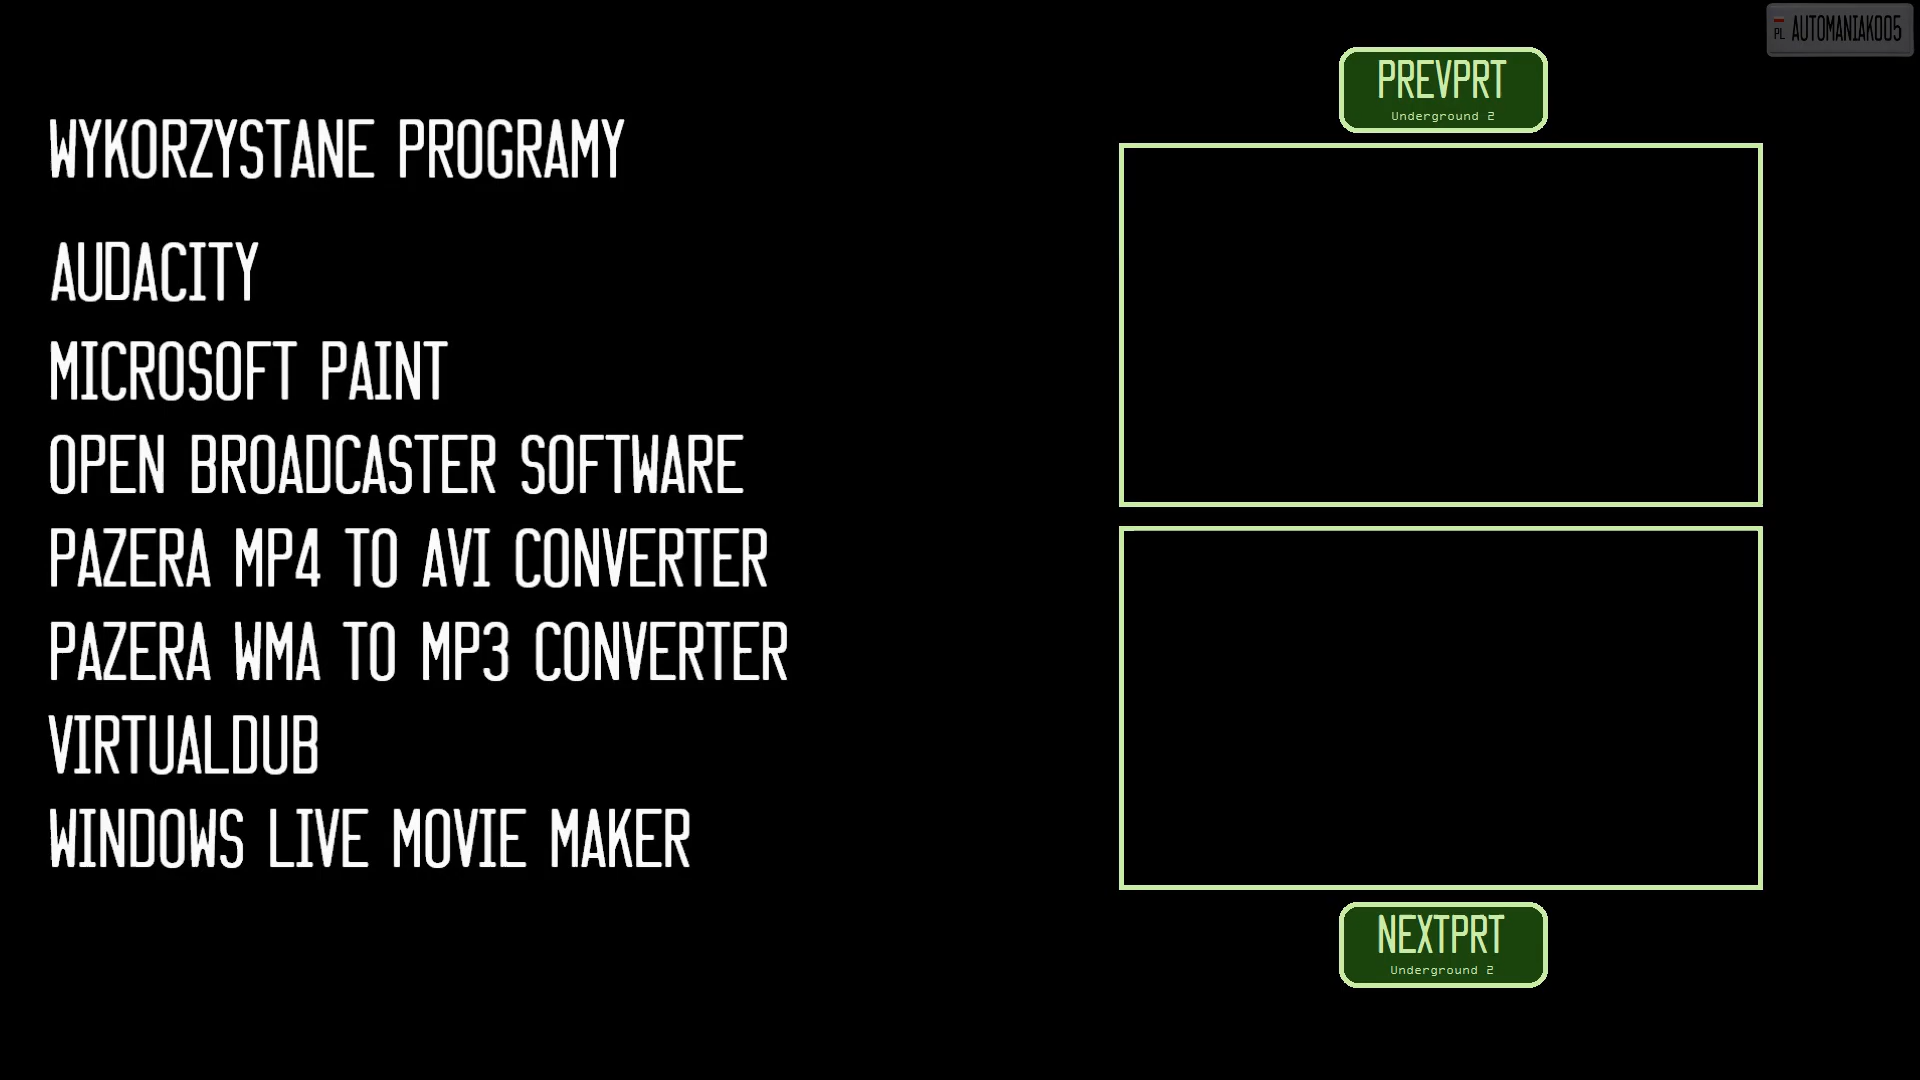 PL AUTOMANIAK005
PREVPRT
Underground 2
WYKORZYSTANE PROGRAMY
AUDACITY
MICROSOFT PAINT
OPEN BROADCASTER SOFTWARE
PAZERA MP4 TO AVI CONVERTER
PAZERA WMA TO MP3 CONVERTER
VIRTUALDUB
WINDOWS LIVE MOVIE MAKER
NEXTPRT
Underground 2